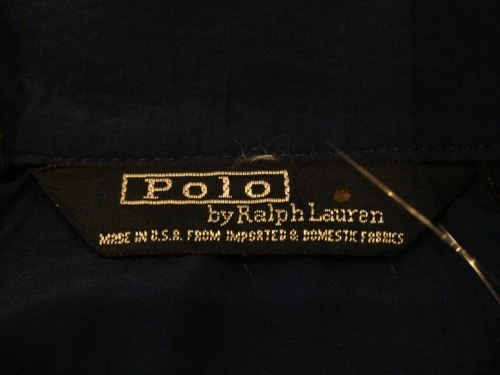 Polo
by Ralph Lauren
MADE IN U.S.A. FROM IMPORTED & DOMESTIC FABRICS